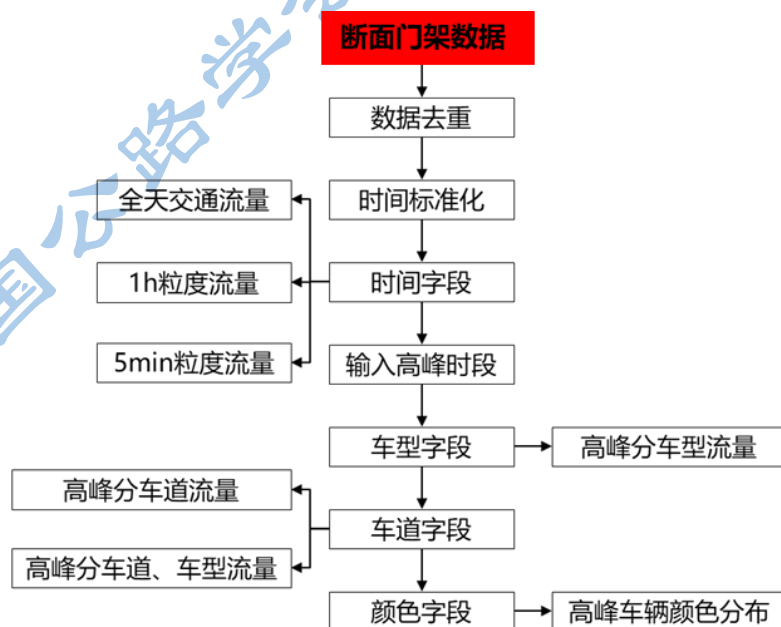 断面门架数据
数据去重
全天交通流量
时间标准化
1h粒度流量
时间字段
5min粒度流量
输入高峰时段
车型字段
高峰分车型流量
高峰分车道流量
车道字段
高峰分车道、车型流量
颜色字段
高峰车辆颜色分布
国公路学